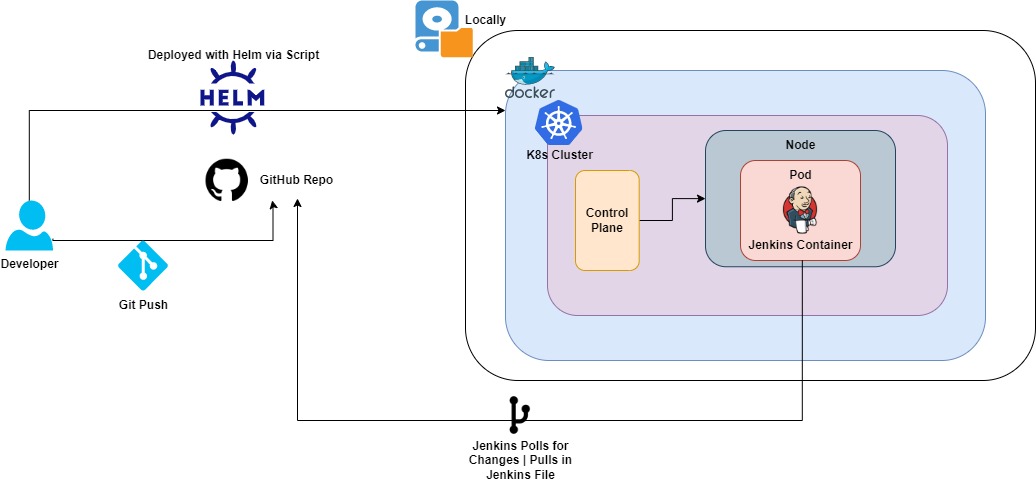 Locally
Deployed with Helm via Script
HELM
docker
K8s Cluster
Node
Pod
Control
Plane
Jenkins Container
GitHub Repo
Developer
Git Push
Jenkins Polls for
Changes | Pulls in
Jenkins File